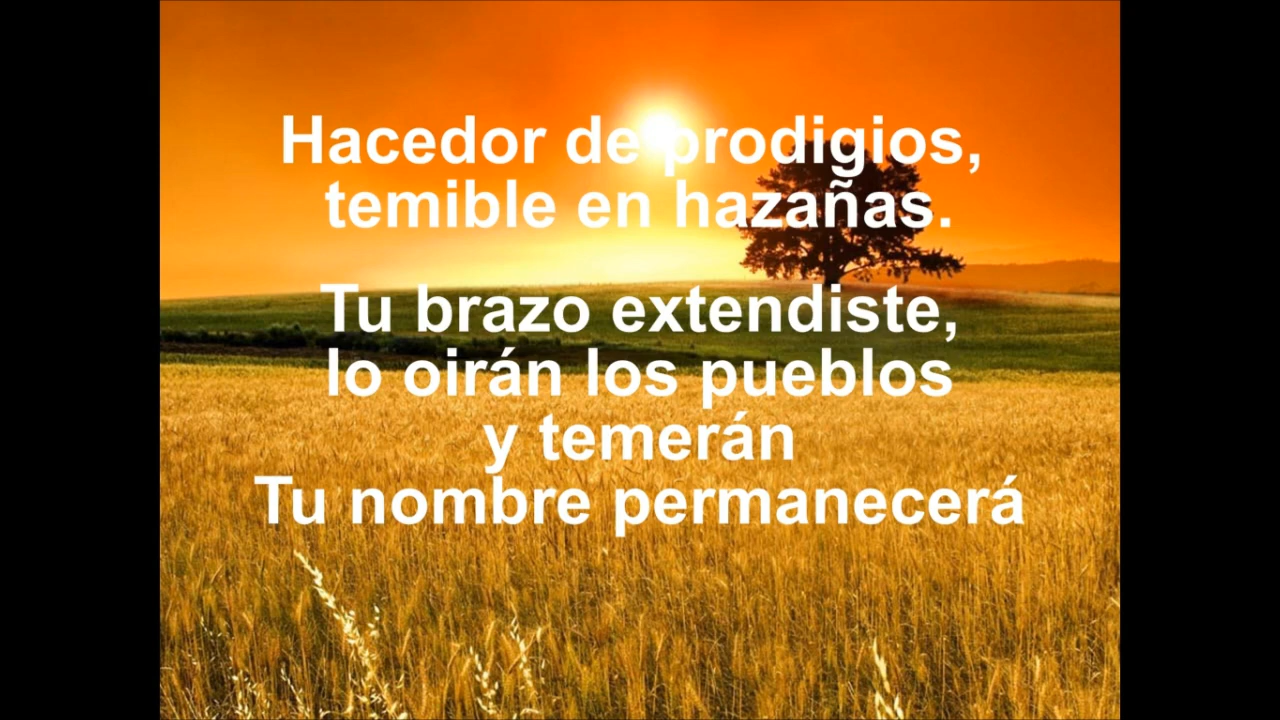 Hacedor de prodigios,
temible en hazañas.
Tu brazo extendiste,
lo oirán los pueblos
y temerán
Tu nombre permanecerá